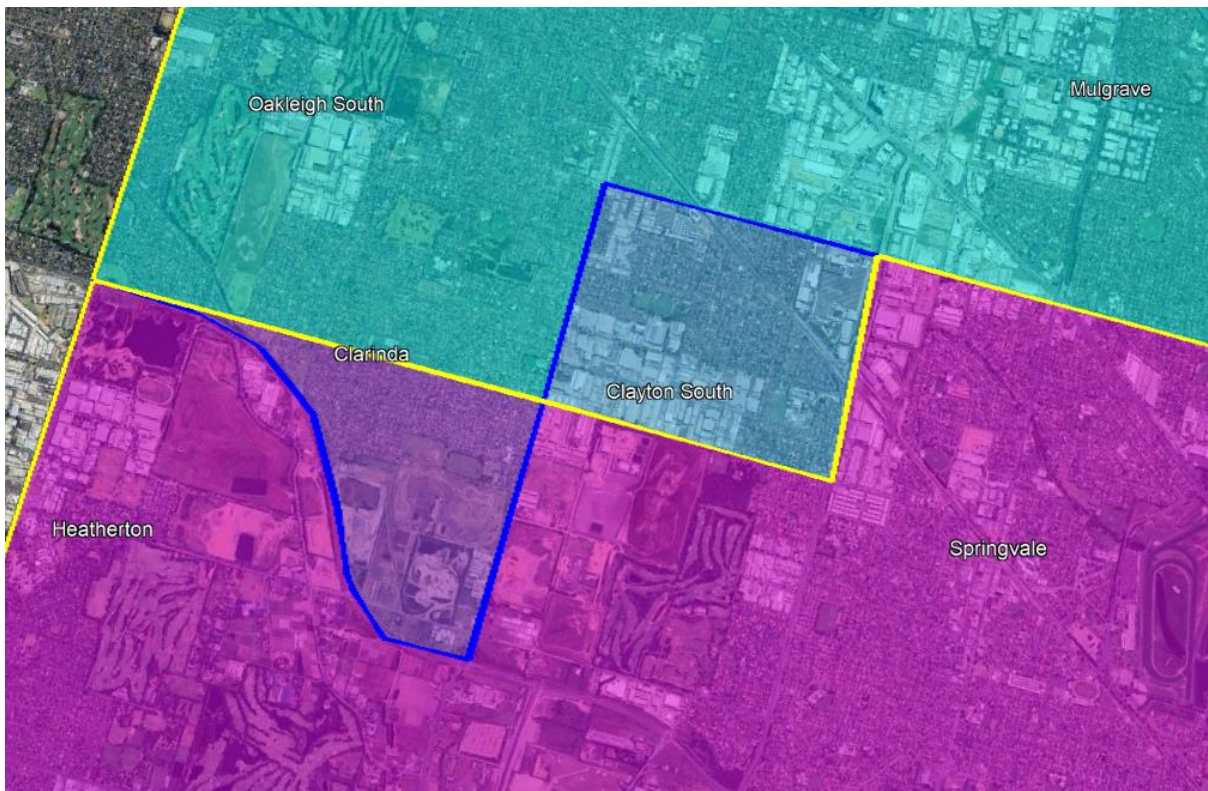 Mulgrave
Oakleigh South
Clarinda
Clayton South
Heatherton
Springvale